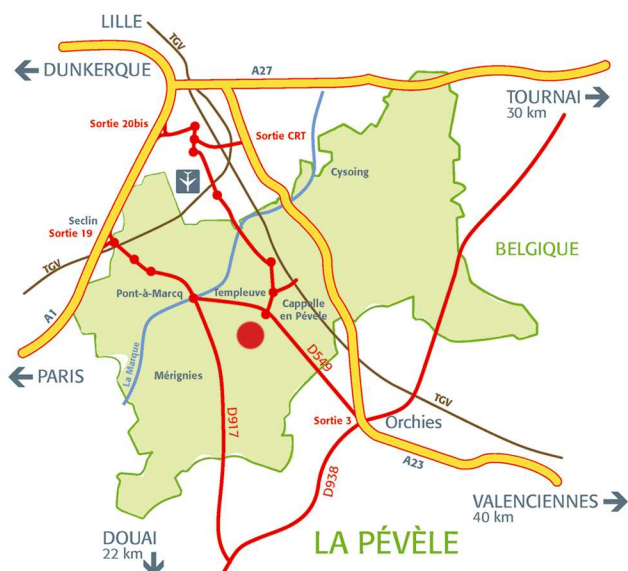 LILLE
TGV
DUNKERQUE
A27
TOURNAI
30 km
Sortie 20bis
Sortie CRT
Cysoing
Seclin
Sortie 19
BELGIQUE
TGV
Pont-à-Marcq
Templeuve
Cappelle
en Pévèle
A1
La Marque
D549
PARIS
Mérignies
TGV
D917
Sortie 3
Orchies
A23
D938
VALENCIENNES
40 km
DOUAI
22 km
LA PÉVÈLE